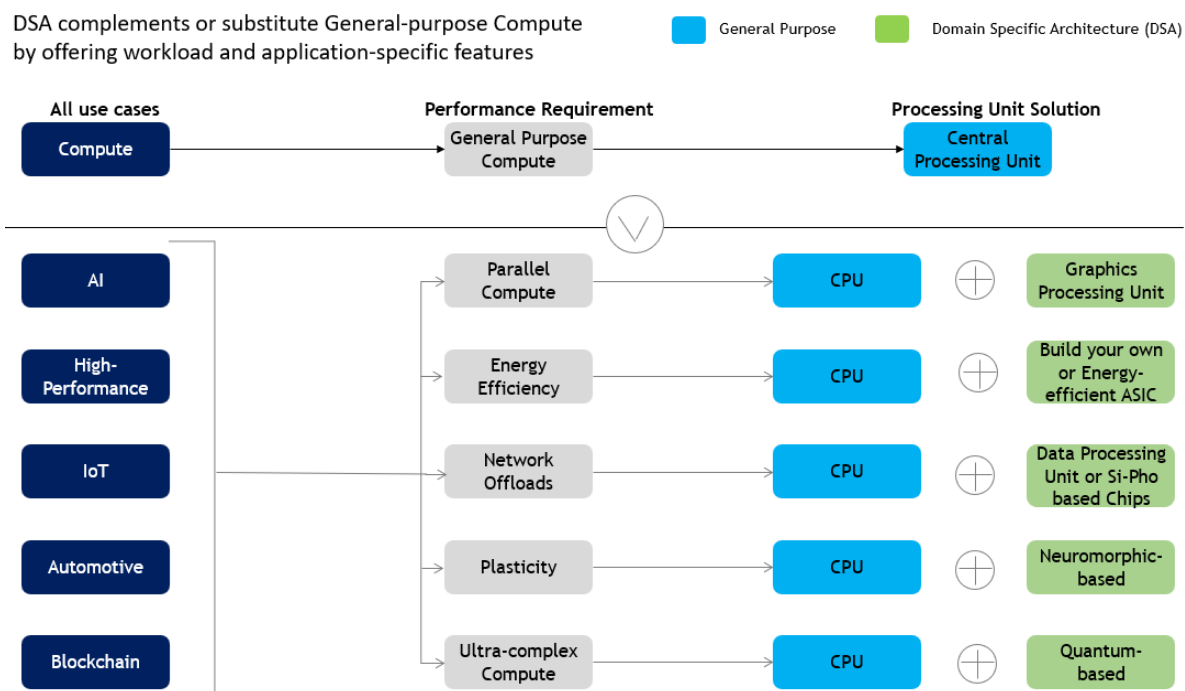 DSA complements or substitute General-purpose Compute
by offering workload and application-specific features
General Purpose
Domain Specific Architecture (DSA)
All use cases
Performance Requirement
Processing Unit Solution
Compute
General Purpose
Compute
Central
Processing Unit
AI
Parallel
Compute
CPU
Graphics
Processing Unit
High-
Performance
Energy
Efficiency
CPU
Build your own
or Energy-
efficient ASIC
IoT
Network
Offloads
CPU
Data Processing
Unit or Si-Pho
based Chips
Automotive
Plasticity
CPU
Neuromorphic-
based
Blockchain
Ultra-complex
Compute
CPU
Quantum-
based